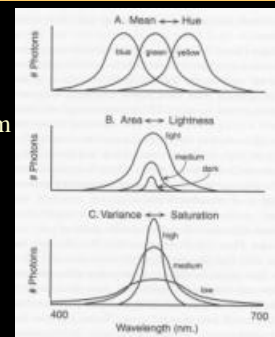 A. Mean ↔ Hue
blue
green
yellow
# Photons
m
B. Area ↔ Lightness
light
medium
dark
# Photons
C. Variance ↔ Saturation
high
medium
low
# Photons
400
700
Wavelength (nm.)